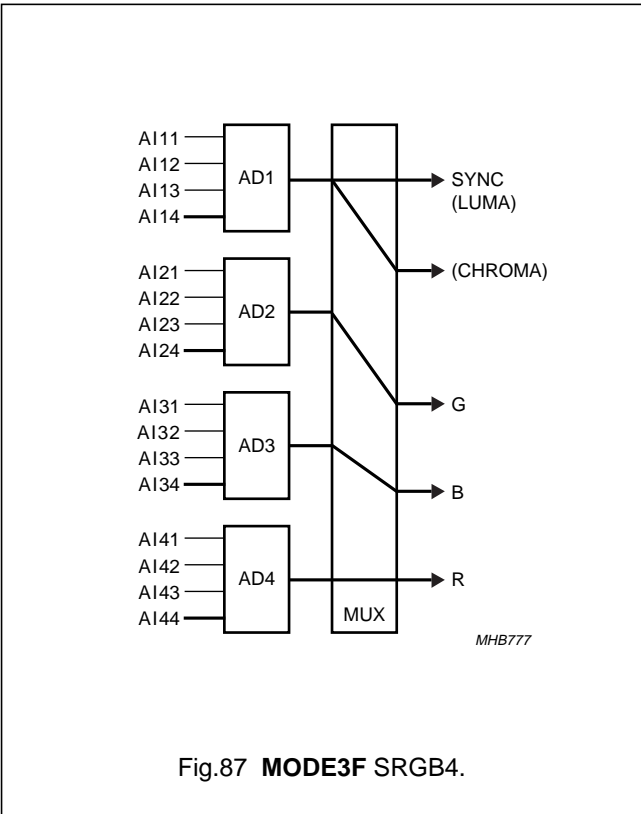 AI11
AI12
AI13
AI14
AD1
SYNC
(LUMA)
(CHROMA)
AI21
AI22
AI23
AI24
AD2
G
AI31
AI32
AI33
AI34
AD3
B
AI41
AI42
AI43
AI44
AD4
R
MUX
MHB777
Fig.87 MODE3F SRGB4.